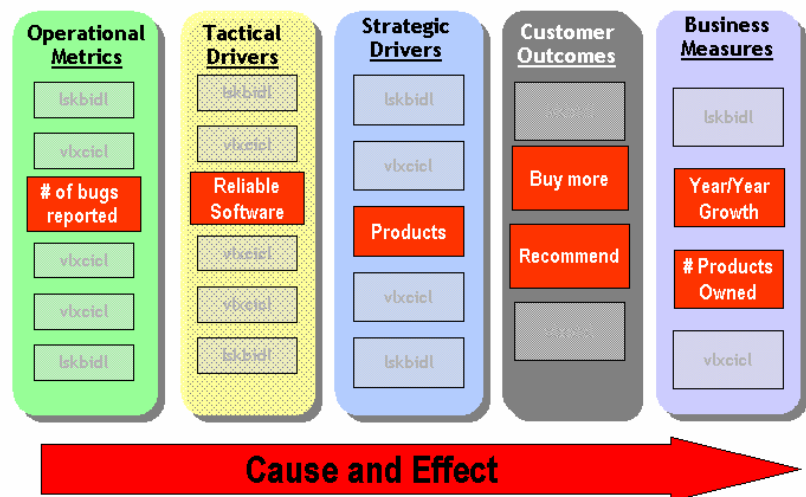 Operational
Metrics
lskbidl
vlxcicl
# of bugs
reported
vlxcicl
vlxcicl
lskbidl
Tactical
Drivers
lskbidl
vlxcicl
Reliable
Software
vlxcicl
vlxcicl
lskbidl
Strategic
Drivers
lskbidl
vlxcicl
Products
vlxcicl
lskbidl
Customer
Outcomes
Buy more
Recommend
Business
Measures
lskbidl
Year/Year
Growth
# Products
Owned
vlxcicl
Cause and Effect